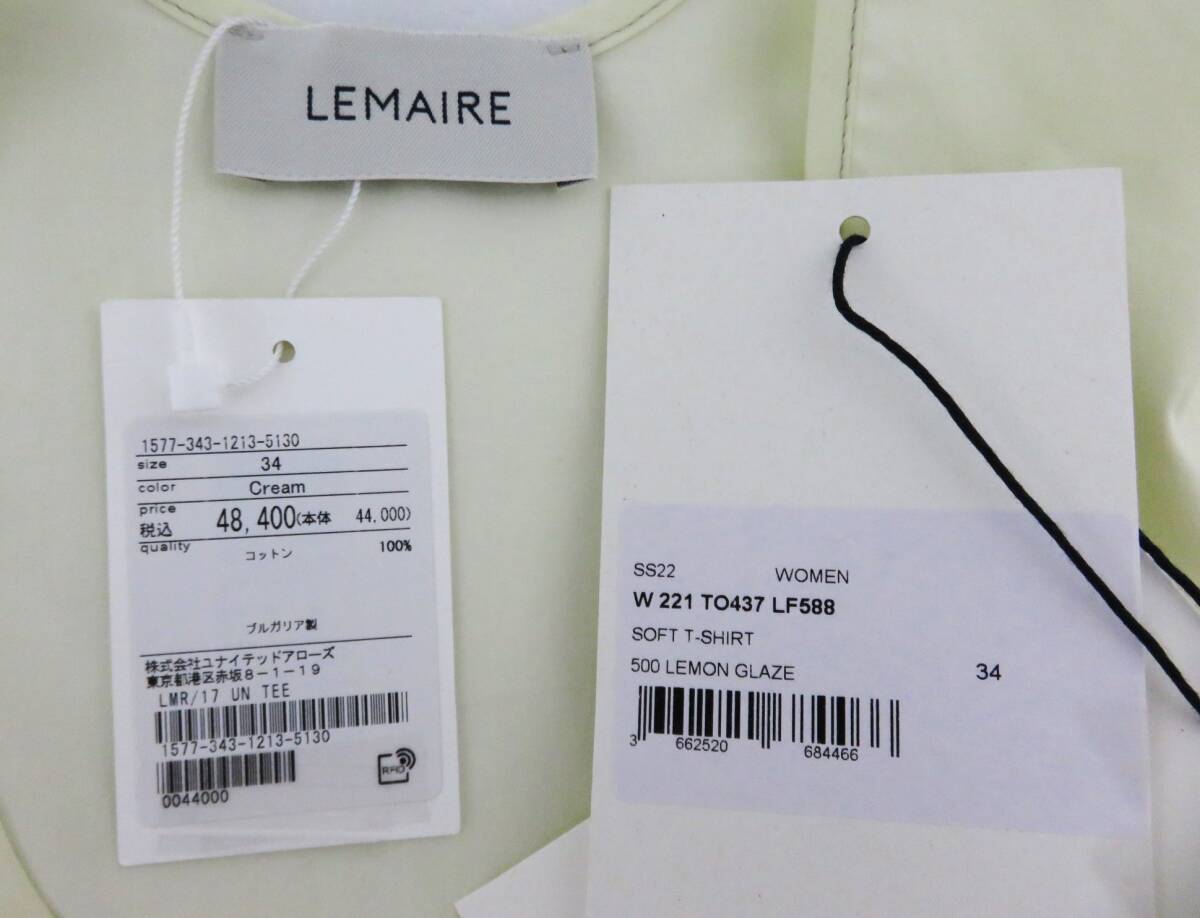 LEMAIRE
1577-343-1213-5130
size 34
color Cream
price
税込 48,400(本体 44,000)
quality コットン 100%
ブルガリア製
株式会社ユナイテッドアローズ
東京都港区赤坂8-1-19
LMR/17 UN TEE
1577-343-1213-5130
0044000
RFID
SS22 WOMEN
W 221 TO437 LF588
SOFT T-SHIRT
500 LEMON GLAZE 34
3 662520 684466